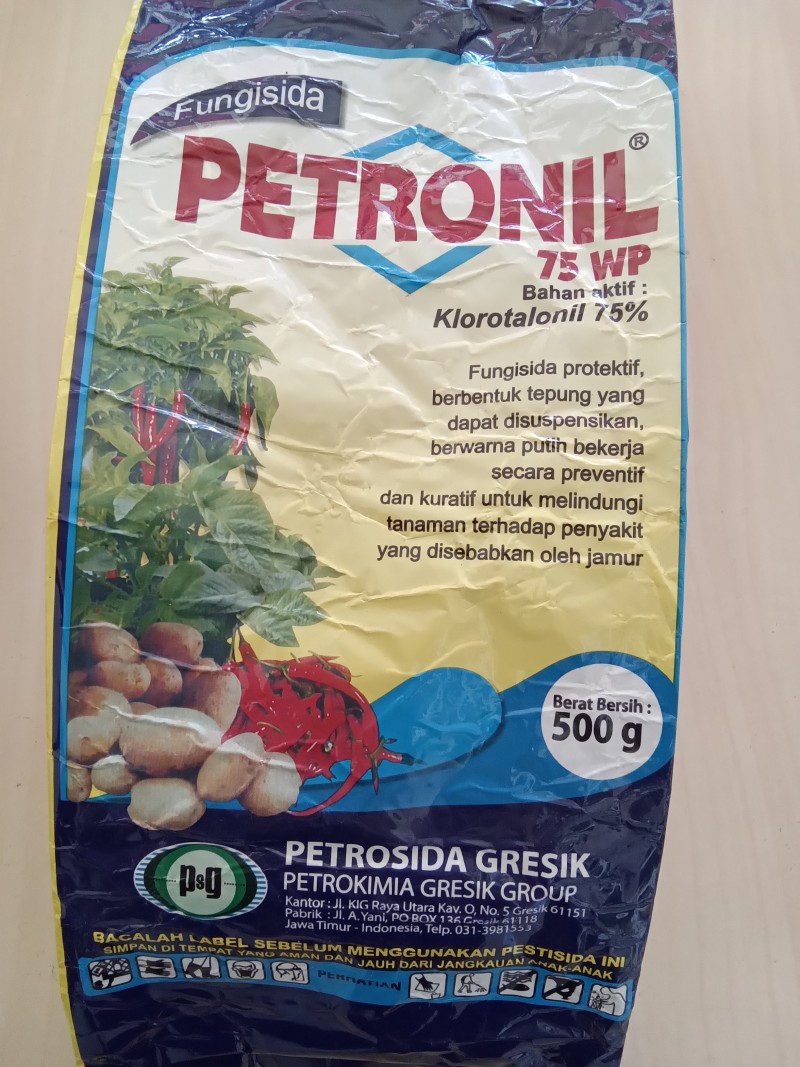 Fungisida
PETRONIL®
75 WP
Bahan aktif :
Klorotalonil 75%
Fungisida protektif,
berbentuk tepung yang
dapat disuspensikan,
berwarna putih bekerja
secara preventif
dan kuratif untuk melindungi
tanaman terhadap penyakit
yang disebabkan oleh jamur
Berat Bersih :
500 g
p&g
PETROSIDA GRESIK
PETROKIMIA GRESIK GROUP
Kantor : Jl. KIG Raya Utara Kav. O, No. 5 Gresik 61151
Pabrik : Jl. A. Yani, PO BOX 136 Gresik 61118
Jawa Timur - Indonesia, Telp. 031-3981553
BACALAH LABEL SEBELUM MENGGUNAKAN PESTISIDA INI
SIMPAN DI TEMPAT YANG AMAN DAN JAUH DARI JANGKAUAN ANAK-ANAK
PERHATIAN